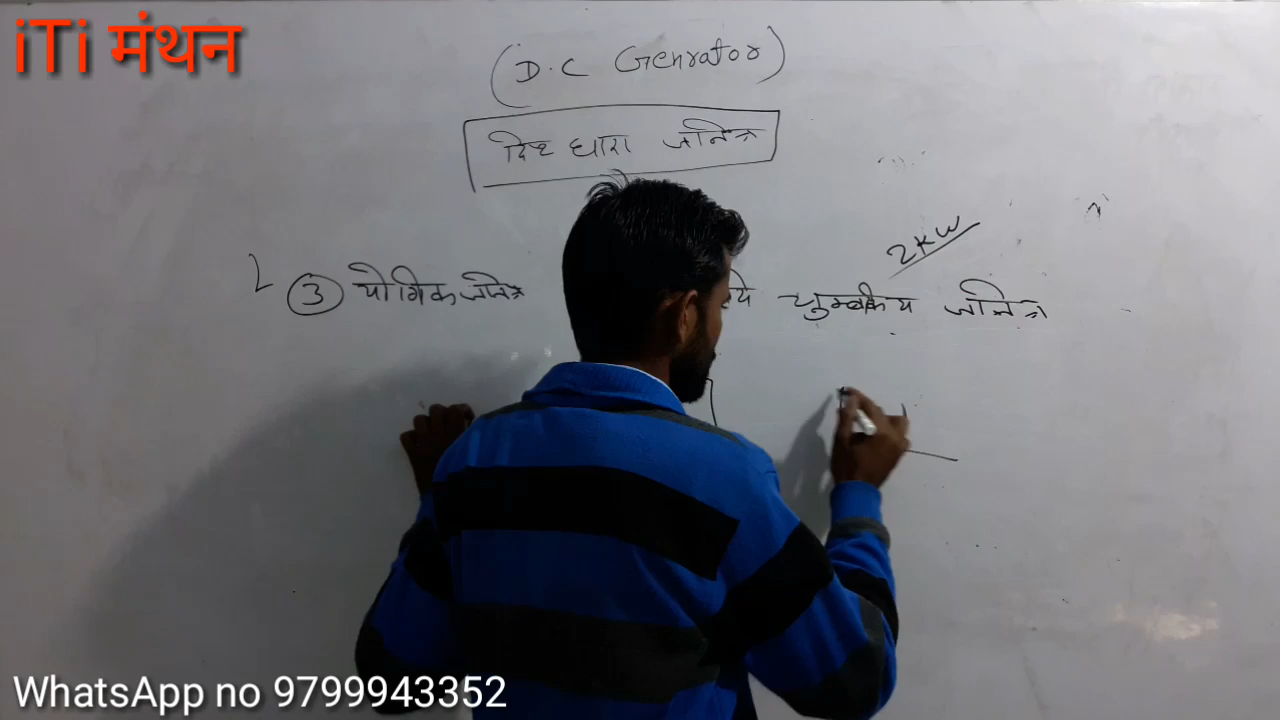 iTi मंथन
(D.C Genrator)
दिष्ट धारा जनित्र
2KW
③ योगिक जनित्र चुम्बकिय जनित्र
WhatsApp no 9799943352